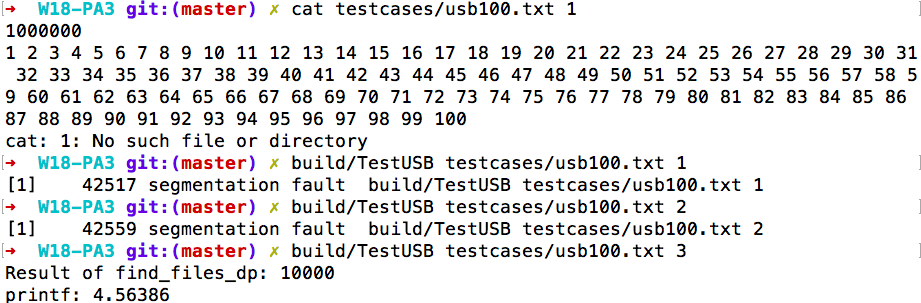 ➜  W18-PA3 git:(master) ✗ cat testcases/usb100.txt 1
1000000
1 2 3 4 5 6 7 8 9 10 11 12 13 14 15 16 17 18 19 20 21 22 23 24 25 26 27 28 29 30 31
 32 33 34 35 36 37 38 39 40 41 42 43 44 45 46 47 48 49 50 51 52 53 54 55 56 57 58 5
9 60 61 62 63 64 65 66 67 68 69 70 71 72 73 74 75 76 77 78 79 80 81 82 83 84 85 86
87 88 89 90 91 92 93 94 95 96 97 98 99 100
cat: 1: No such file or directory
➜  W18-PA3 git:(master) ✗ build/TestUSB testcases/usb100.txt 1
[1]    42517 segmentation fault  build/TestUSB testcases/usb100.txt 1
➜  W18-PA3 git:(master) ✗ build/TestUSB testcases/usb100.txt 2
[1]    42559 segmentation fault  build/TestUSB testcases/usb100.txt 2
➜  W18-PA3 git:(master) ✗ build/TestUSB testcases/usb100.txt 3
Result of find_files_dp: 10000
printf: 4.56386